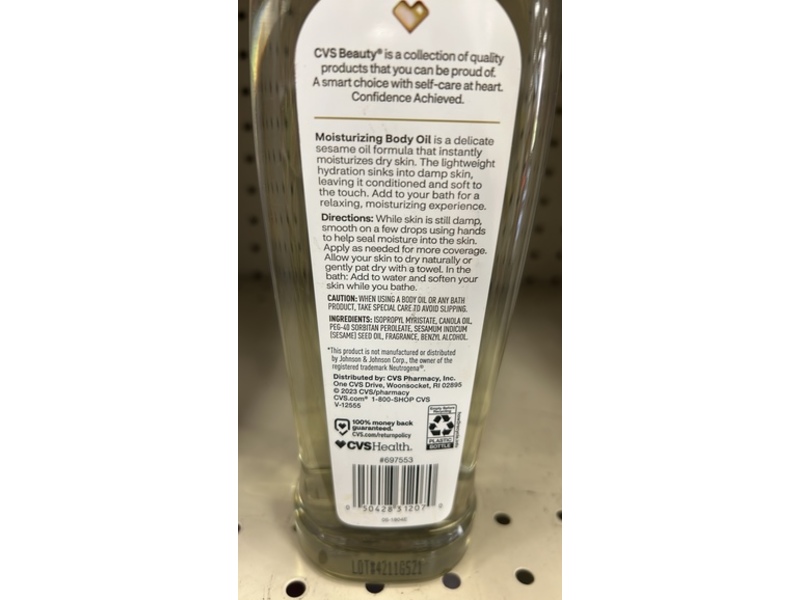 CVS Beauty® is a collection of quality
products that you can be proud of.
A smart choice with self-care at heart.
Confidence Achieved.
Moisturizing Body Oil is a delicate
sesame oil formula that instantly
moisturizes dry skin. The lightweight
hydration sinks into damp skin,
leaving it conditioned and soft to
the touch. Add to your bath for a
relaxing, moisturizing experience.
Directions: While skin is still damp,
smooth on a few drops using hands
to help seal moisture into the skin.
Apply as needed for more coverage.
Allow your skin to dry naturally or
gently pat dry with a towel. In the
bath: Add to water and soften your
skin while you bathe.
CAUTION: WHEN USING A BODY OIL OR ANY BATH
PRODUCT, TAKE SPECIAL CARE TO AVOID SLIPPING.
INGREDIENTS: ISOPROPYL MYRISTATE, CANOLA OIL,
PEG-40 SORBITAN PEROLEATE, SESAMUM INDICUM
(SESAME) SEED OIL, FRAGRANCE, BENZYL ALCOHOL.
*This product is not manufactured or distributed
by Johnson & Johnson Corp., the owner of the
registered trademark Neutrogena®.
Distributed by: CVS Pharmacy, Inc.
One CVS Drive, Woonsocket, RI 02895
© 2023 CVS/pharmacy
CVS.com® 1-800-SHOP CVS
V-12555
100% money back
guaranteed.
CVS.com/returnpolicy
CVSHealth.
PLASTIC
BOTTLE
#697553
0 50428 31207 0
LOT#42110521